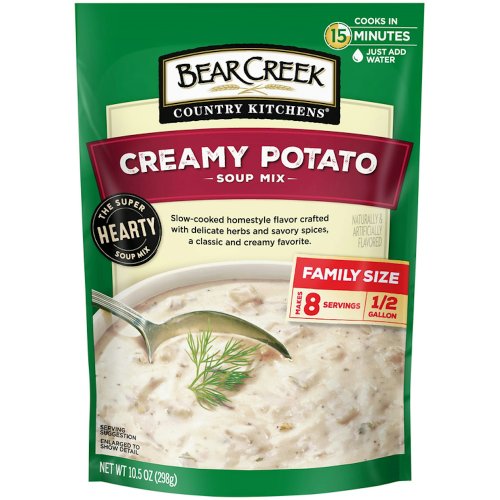 COOKS IN
15 MINUTES
JUST ADD
WATER
BEAR CREEK
COUNTRY KITCHENS®
CREAMY POTATO
SOUP MIX
THE SUPER
HEARTY
SOUP MIX
Slow-cooked homestyle flavor crafted
with delicate herbs and savory spices,
a classic and creamy favorite.
NATURALLY &
ARTIFICIALLY
FLAVORED
FAMILY SIZE
MAKES
8 SERVINGS
1/2
GALLON
SERVING
SUGGESTION
ENLARGED TO
SHOW DETAIL
NET WT 10.5 OZ (298g)